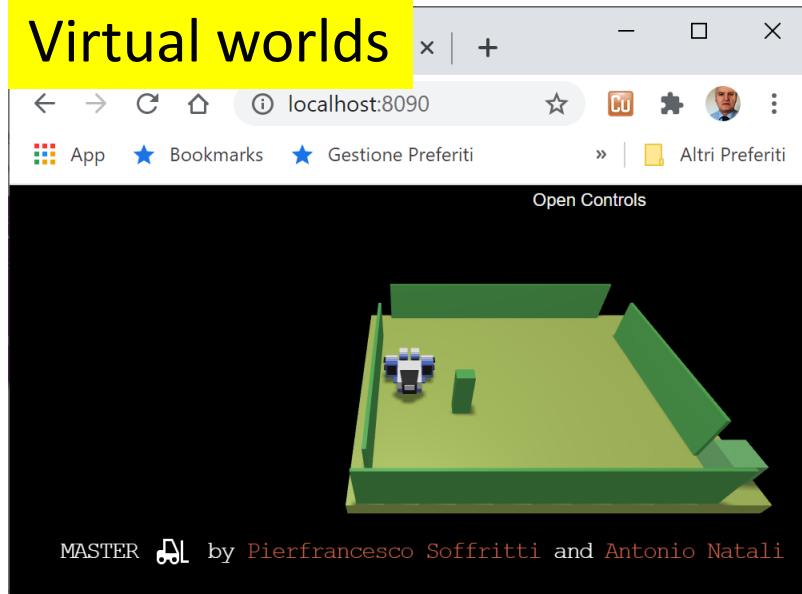 Virtual worlds
localhost:8090
Cu
App Bookmarks Gestione Preferiti » Altri Preferiti
Open Controls
MASTER by Pierfrancesco Soffritti and Antonio Natali